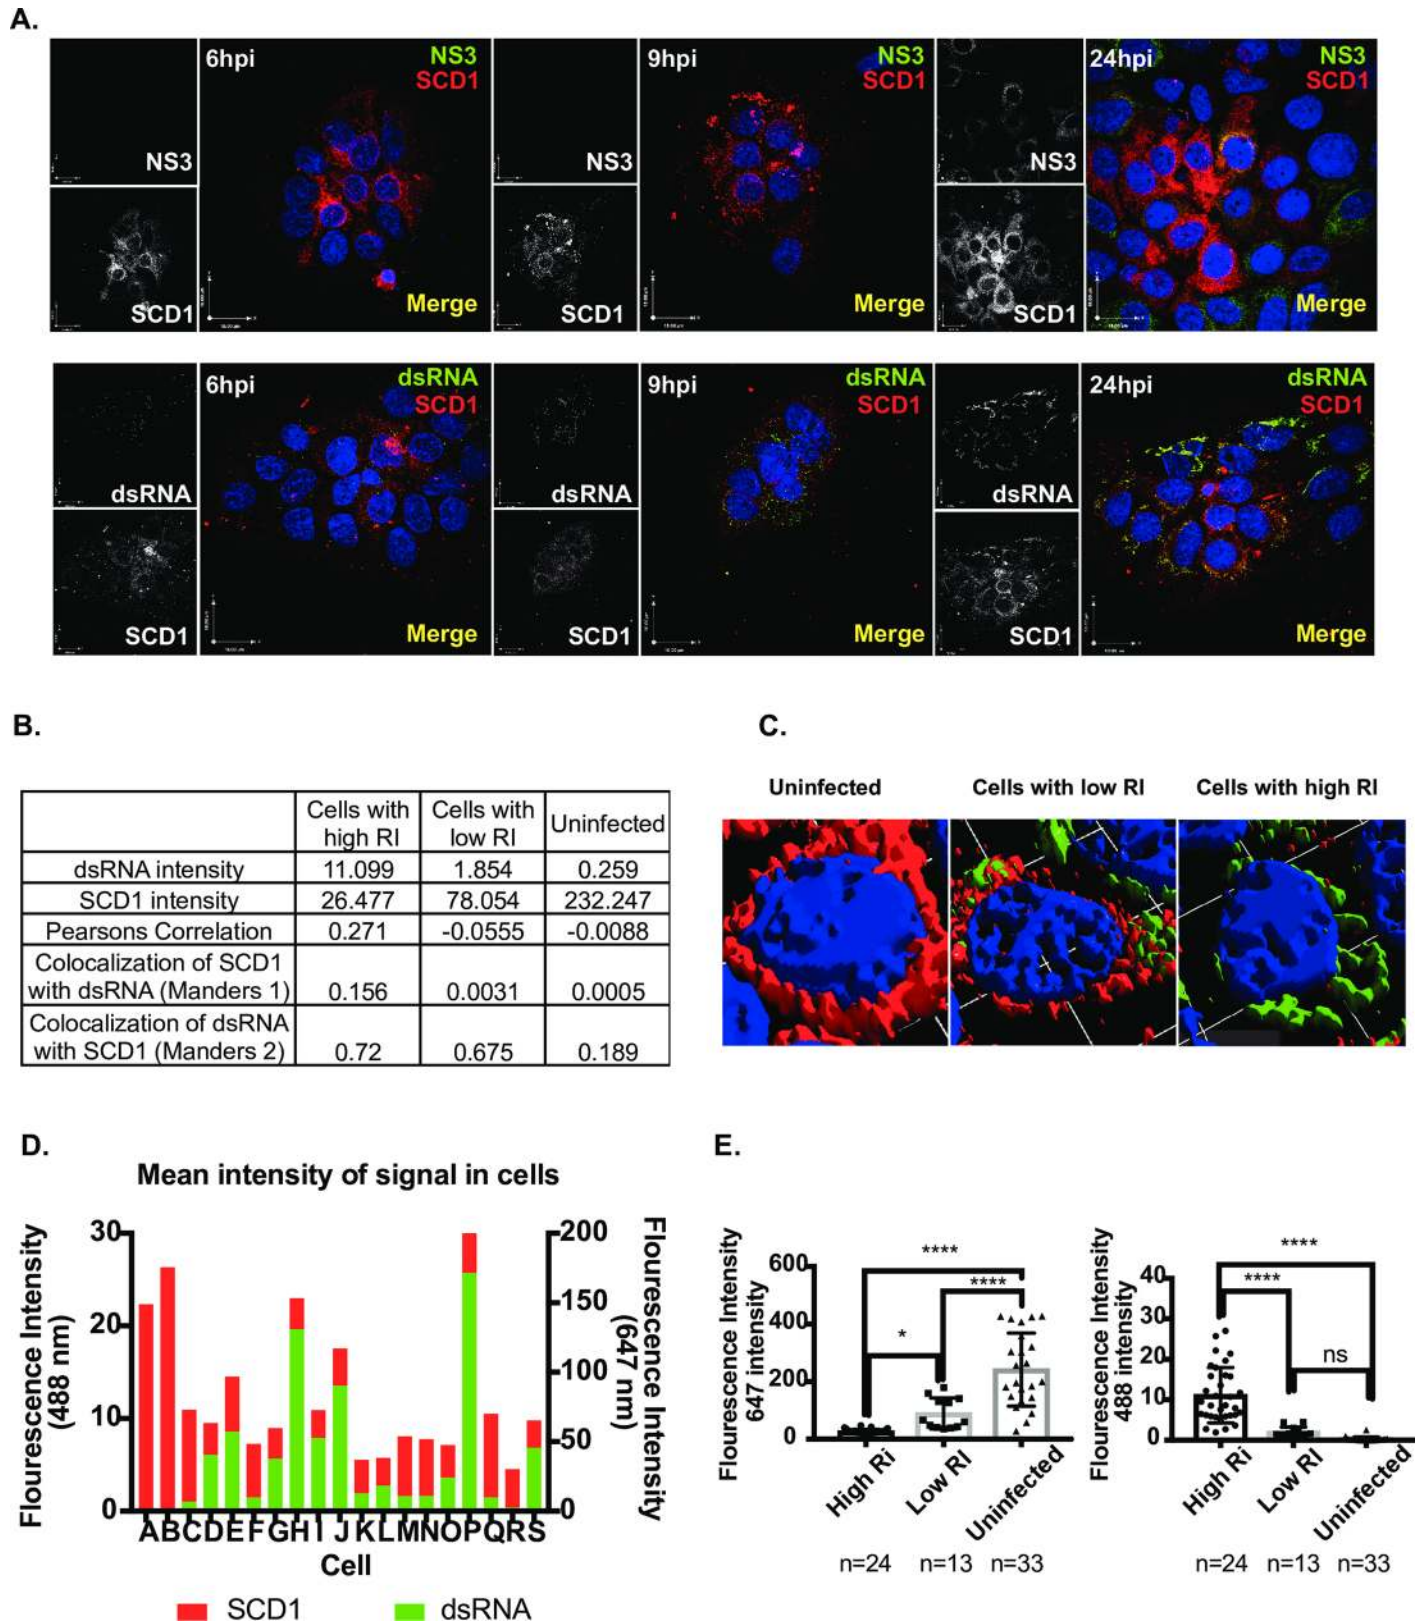 A.
6hpi
NS3
SCD1
NS3
SCD1
Merge
9hpi
NS3
SCD1
NS3
SCD1
Merge
24hpi
NS3
SCD1
NS3
SCD1
Merge
6hpi
dsRNA
SCD1
dsRNA
SCD1
Merge
9hpi
dsRNA
SCD1
dsRNA
SCD1
Merge
24hpi
dsRNA
SCD1
dsRNA
SCD1
Merge
B.
Cells with high RI
Cells with low RI
Uninfected
dsRNA intensity 11.099 1.854 0.259
SCD1 intensity 26.477 78.054 232.247
Pearsons Correlation 0.271 -0.0555 -0.0088
Colocalization of SCD1
with dsRNA (Manders 1) 0.156 0.0031 0.0005
Colocalization of dsRNA
with SCD1 (Manders 2) 0.72 0.675 0.189
C.
Uninfected
Cells with low RI
Cells with high RI
D.
Mean intensity of signal in cells
Flourescence Intensity
(488 nm)
30
20
10
0
200
150
100
50
0
Flourescence Intensity
(647 nm)
A B C D E F G H I J K L M N O P Q R S
Cell
SCD1
dsRNA
E.
Flourescence Intensity
647 intensity
600
400
200
0
****
****
*
High Ri
Low RI
Uninfected
n=24 n=13 n=33
Flourescence Intensity
488 intensity
40
30
20
10
0
****
****
ns
High Ri
Low RI
Uninfected
n=24 n=13 n=33